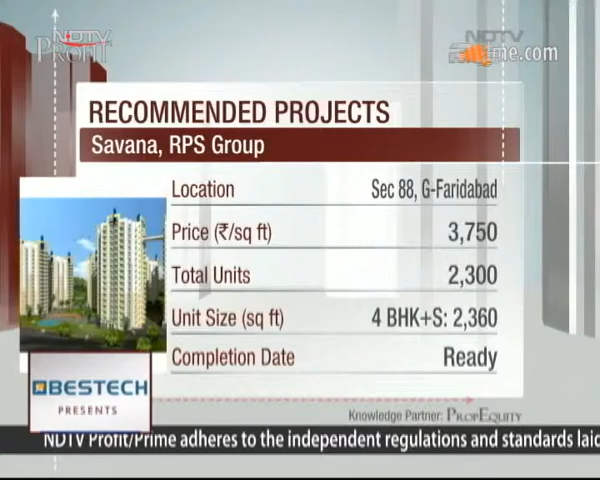 NDTV
PROFIT
NDTV
RECOMMENDED PROJECTS
Savana, RPS Group
Location Sec 88, G-Faridabad
Price (₹/sq ft) 3,750
Total Units 2,300
Unit Size (sq ft) 4 BHK+S: 2,360
Completion Date Ready
BESTECH
PRESENTS
Knowledge Partner: PROPEQUITY
NDTV Profit/Prime adheres to the independent regulations and standards laid